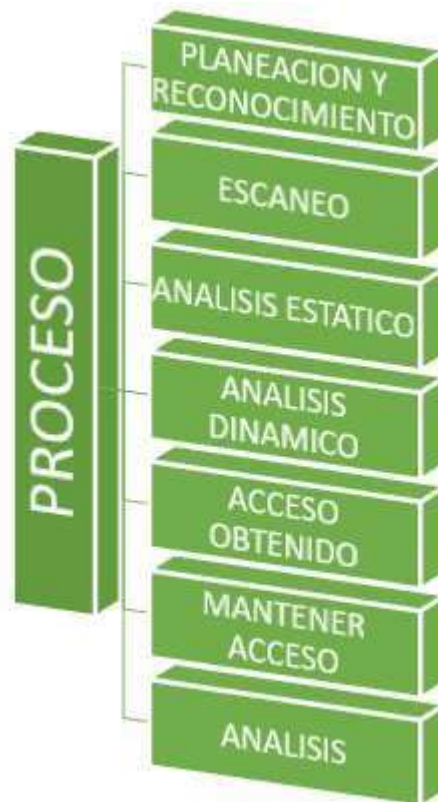 PROCESO
PLANEACION Y
RECONOCIMIENTO
ESCANEO
ANALISIS ESTATICO
ANALISIS
DINAMICO
ACCESO
OBTENIDO
MANTENER
ACCESO
ANALISIS